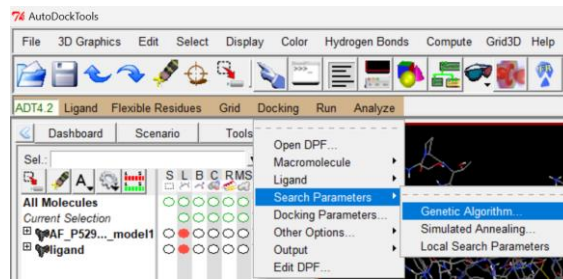 AutoDockTools
File 3D Graphics Edit Select Display Color Hydrogen Bonds Compute Grid3D Help
ADT4.2 Ligand Flexible Residues Grid Docking Run Analyze
Dashboard Scenario Tools
Sel.:
S L B C R MS
All Molecules
Current Selection
AF_P529..._model1
ligand
Open DPF...
Macromolecule
Ligand
Search Parameters
Docking Parameters...
Other Options...
Output
Edit DPF...
Genetic Algorithm...
Simulated Annealing...
Local Search Parameters